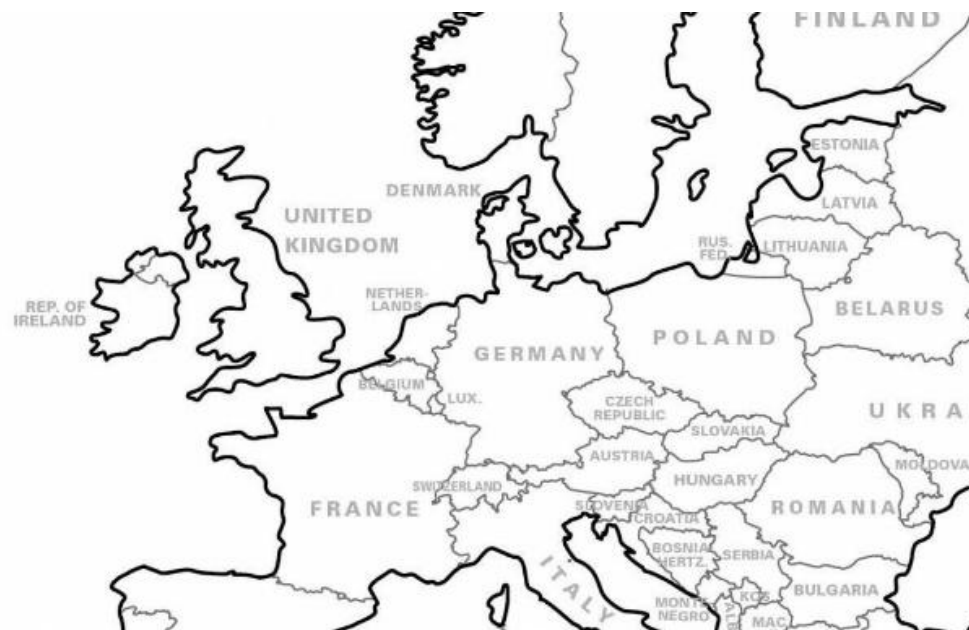 FINLAND
ESTONIA
DENMARK
LATVIA
UNITED
KINGDOM
RUS.
FED.
LITHUANIA
NETHER-
LANDS
REP. OF
IRELAND
BELARUS
POLAND
GERMANY
BELGIUM
LUX.
CZECH
REPUBLIC
UKRA
SLOVAKIA
AUSTRIA
MOLDOVA
HUNGARY
SWITZERLAND
FRANCE
SLOVENIA
ROMANIA
CROATIA
BOSNIA
HERTZ.
SERBIA
ITALY
BULGARIA
KOS
MONTE
NEGRO
ALB
MAC.